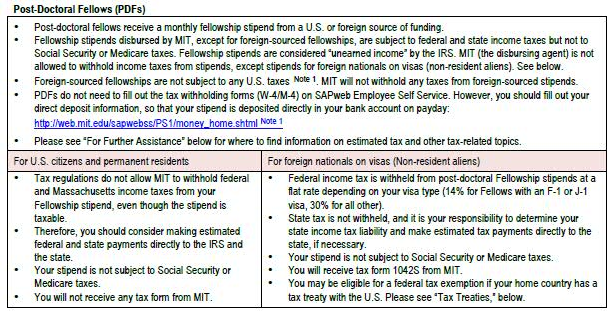 Post-Doctoral Fellows (PDFs)
• Post-doctoral fellows receive a monthly fellowship stipend from a U.S. or foreign source of funding.
• Fellowship stipends disbursed by MIT, except for foreign-sourced fellowships, are subject to federal and state income taxes but not to
Social Security or Medicare taxes. Fellowship stipends are considered "unearned income" by the IRS. MIT (the disbursing agent) is not
allowed to withhold income taxes from stipends, except stipends for foreign nationals on visas (non-resident aliens). See below.
• Foreign-sourced fellowships are not subject to any U.S. taxes Note 1. MIT will not withhold any taxes from foreign-sourced stipends.
• PDFs do not need to fill out the tax withholding forms (W-4/M-4) on SAPweb Employee Self Service. However, you should fill out your
direct deposit information, so that your stipend is deposited directly in your bank account on payday:
http://web.mit.edu/sapwebss/PS1/money_home.shtml Note 1
• Please see "For Further Assistance" below for where to find information on estimated tax and other tax-related topics.
For U.S. citizens and permanent residents
• Tax regulations do not allow MIT to withhold federal
and Massachusetts income taxes from your
Fellowship stipend, even though the stipend is
taxable.
• Therefore, you should consider making estimated
federal and state payments directly to the IRS and
the state.
• Your stipend is not subject to Social Security or
Medicare taxes.
• You will not receive any tax form from MIT.
For foreign nationals on visas (Non-resident aliens)
• Federal income tax is withheld from post-doctoral Fellowship stipends at a
flat rate depending on your visa type (14% for Fellows with an F-1 or J-1
visa, 30% for all other).
• State tax is not withheld, and it is your responsibility to determine your
state income tax liability and make estimated tax payments directly to the
state, if necessary.
• Your stipend is not subject to Social Security or Medicare taxes.
• You will receive tax form 1042S from MIT.
• You may be eligible for a federal tax exemption if your home country has a
tax treaty with the U.S. Please see "Tax Treaties," below.